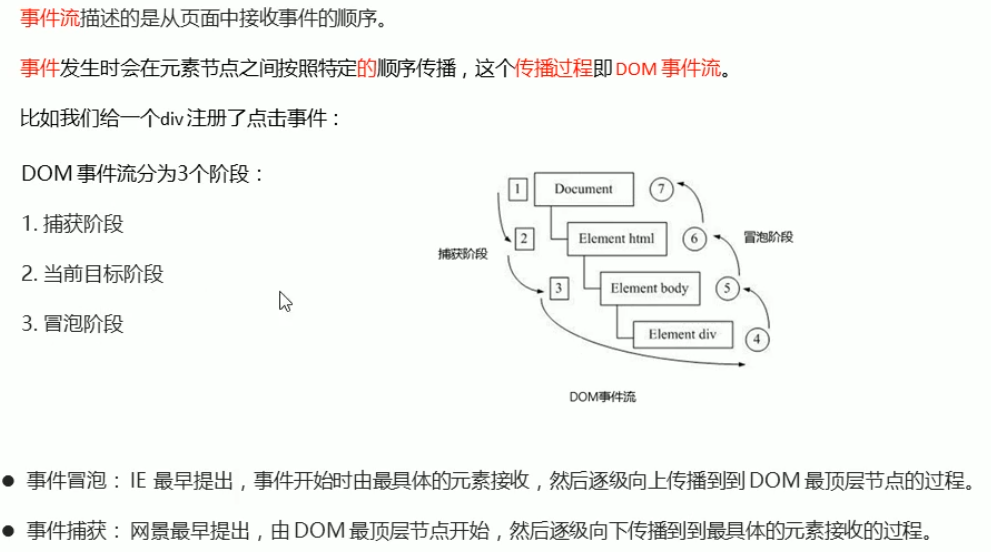 事件流描述的是从页面中接收事件的顺序。
事件发生时会在元素节点之间按照特定的顺序传播，这个传播过程即 DOM 事件流。
比如我们给一个div 注册了点击事件：
DOM 事件流分为3个阶段：
1. 捕获阶段
2. 当前目标阶段
3. 冒泡阶段
1 Document 7
2 Element html 6 冒泡阶段
捕获阶段
3 Element body 5
Element div 4
DOM事件流
● 事件冒泡： IE 最早提出，事件开始时由最具体的元素接收，然后逐级向上传播到到 DOM 最顶层节点的过程。
● 事件捕获： 网景最早提出，由 DOM 最顶层节点开始，然后逐级向下传播到到最具体的元素接收的过程。